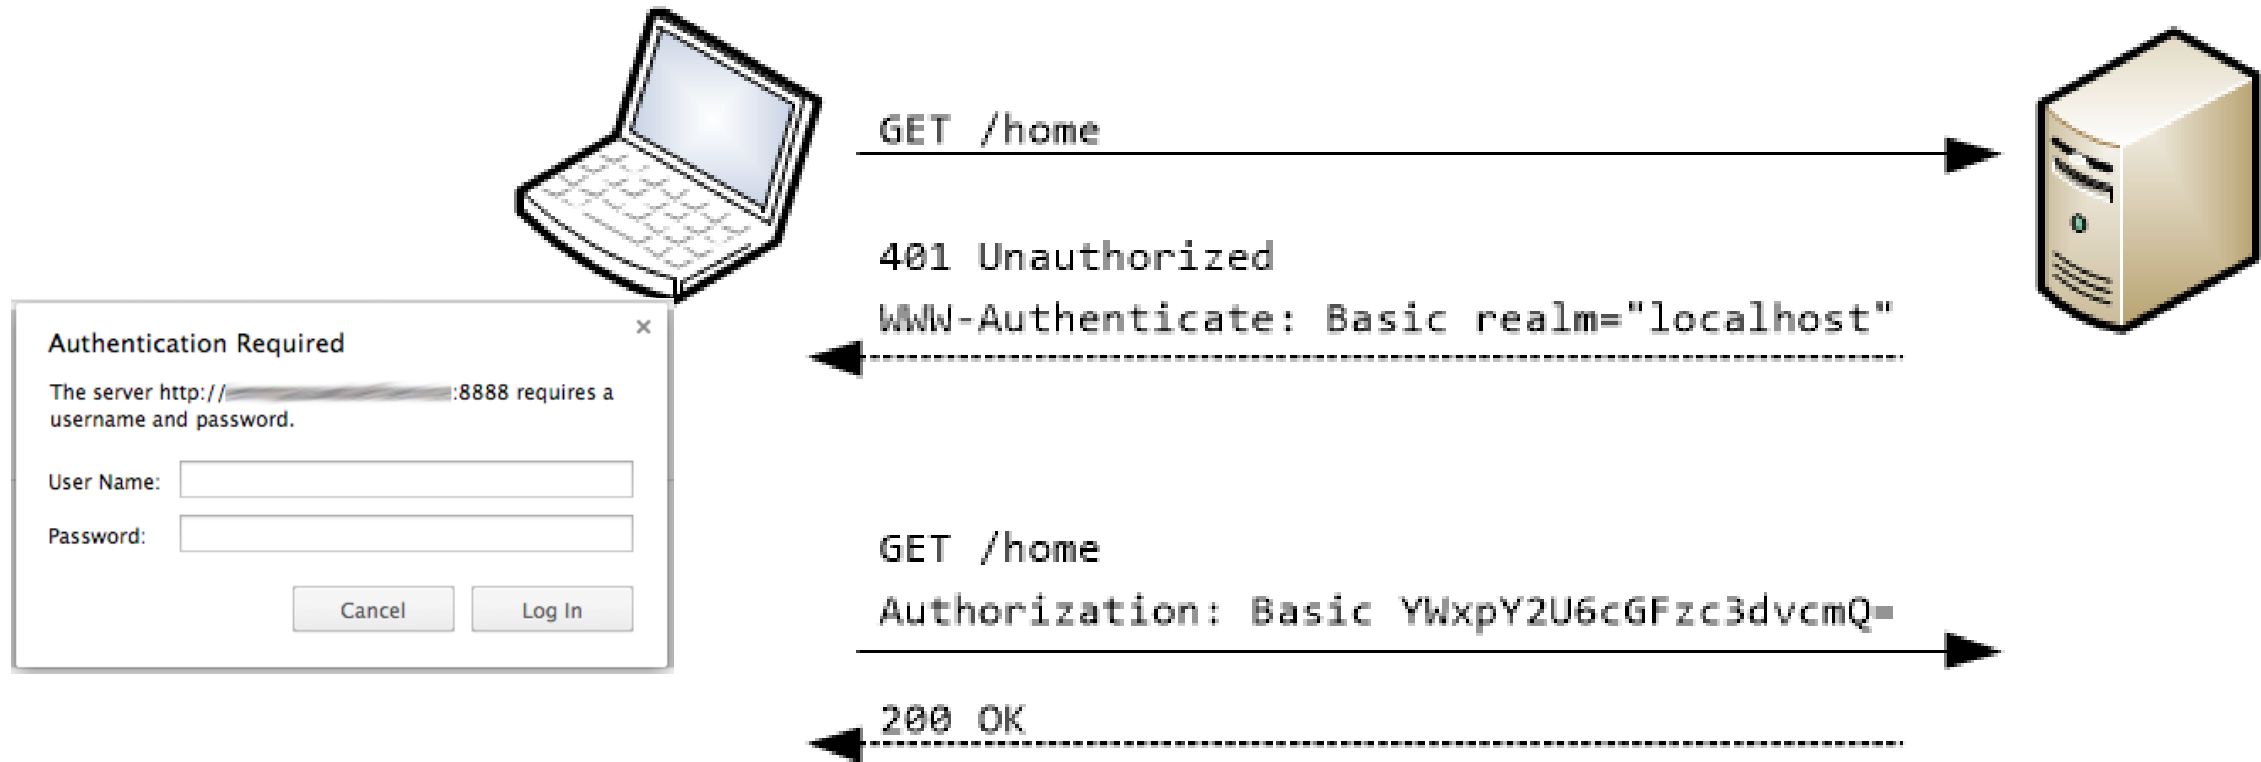 GET /home
401 Unauthorized
WWW-Authenticate: Basic realm="localhost"
Authentication Required
The server http:// :8888 requires a
username and password.
User Name:
Password:
Cancel Log In
GET /home
Authorization: Basic YWxpY2U6cGFzc3dvcmQ=
200 OK